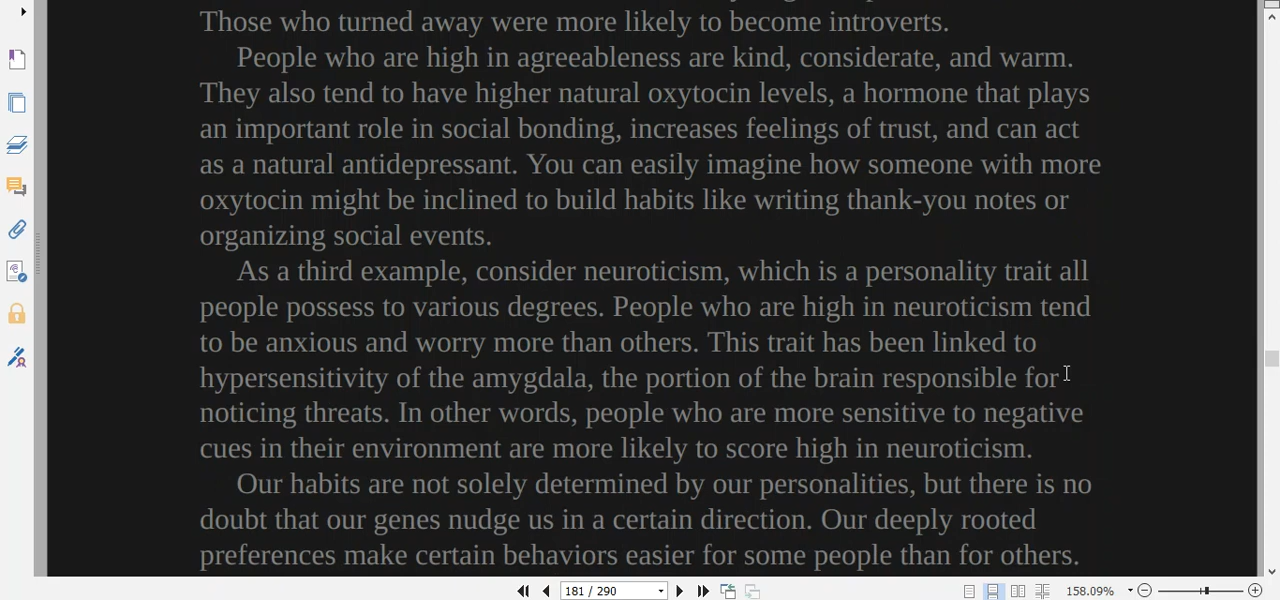 Those who turned away were more likely to become introverts.
People who are high in agreeableness are kind, considerate, and warm.
They also tend to have higher natural oxytocin levels, a hormone that plays
an important role in social bonding, increases feelings of trust, and can act
as a natural antidepressant. You can easily imagine how someone with more
oxytocin might be inclined to build habits like writing thank-you notes or
organizing social events.
As a third example, consider neuroticism, which is a personality trait all
people possess to various degrees. People who are high in neuroticism tend
to be anxious and worry more than others. This trait has been linked to
hypersensitivity of the amygdala, the portion of the brain responsible for
noticing threats. In other words, people who are more sensitive to negative
cues in their environment are more likely to score high in neuroticism.
Our habits are not solely determined by our personalities, but there is no
doubt that our genes nudge us in a certain direction. Our deeply rooted
preferences make certain behaviors easier for some people than for others.
181 / 290
158.09%